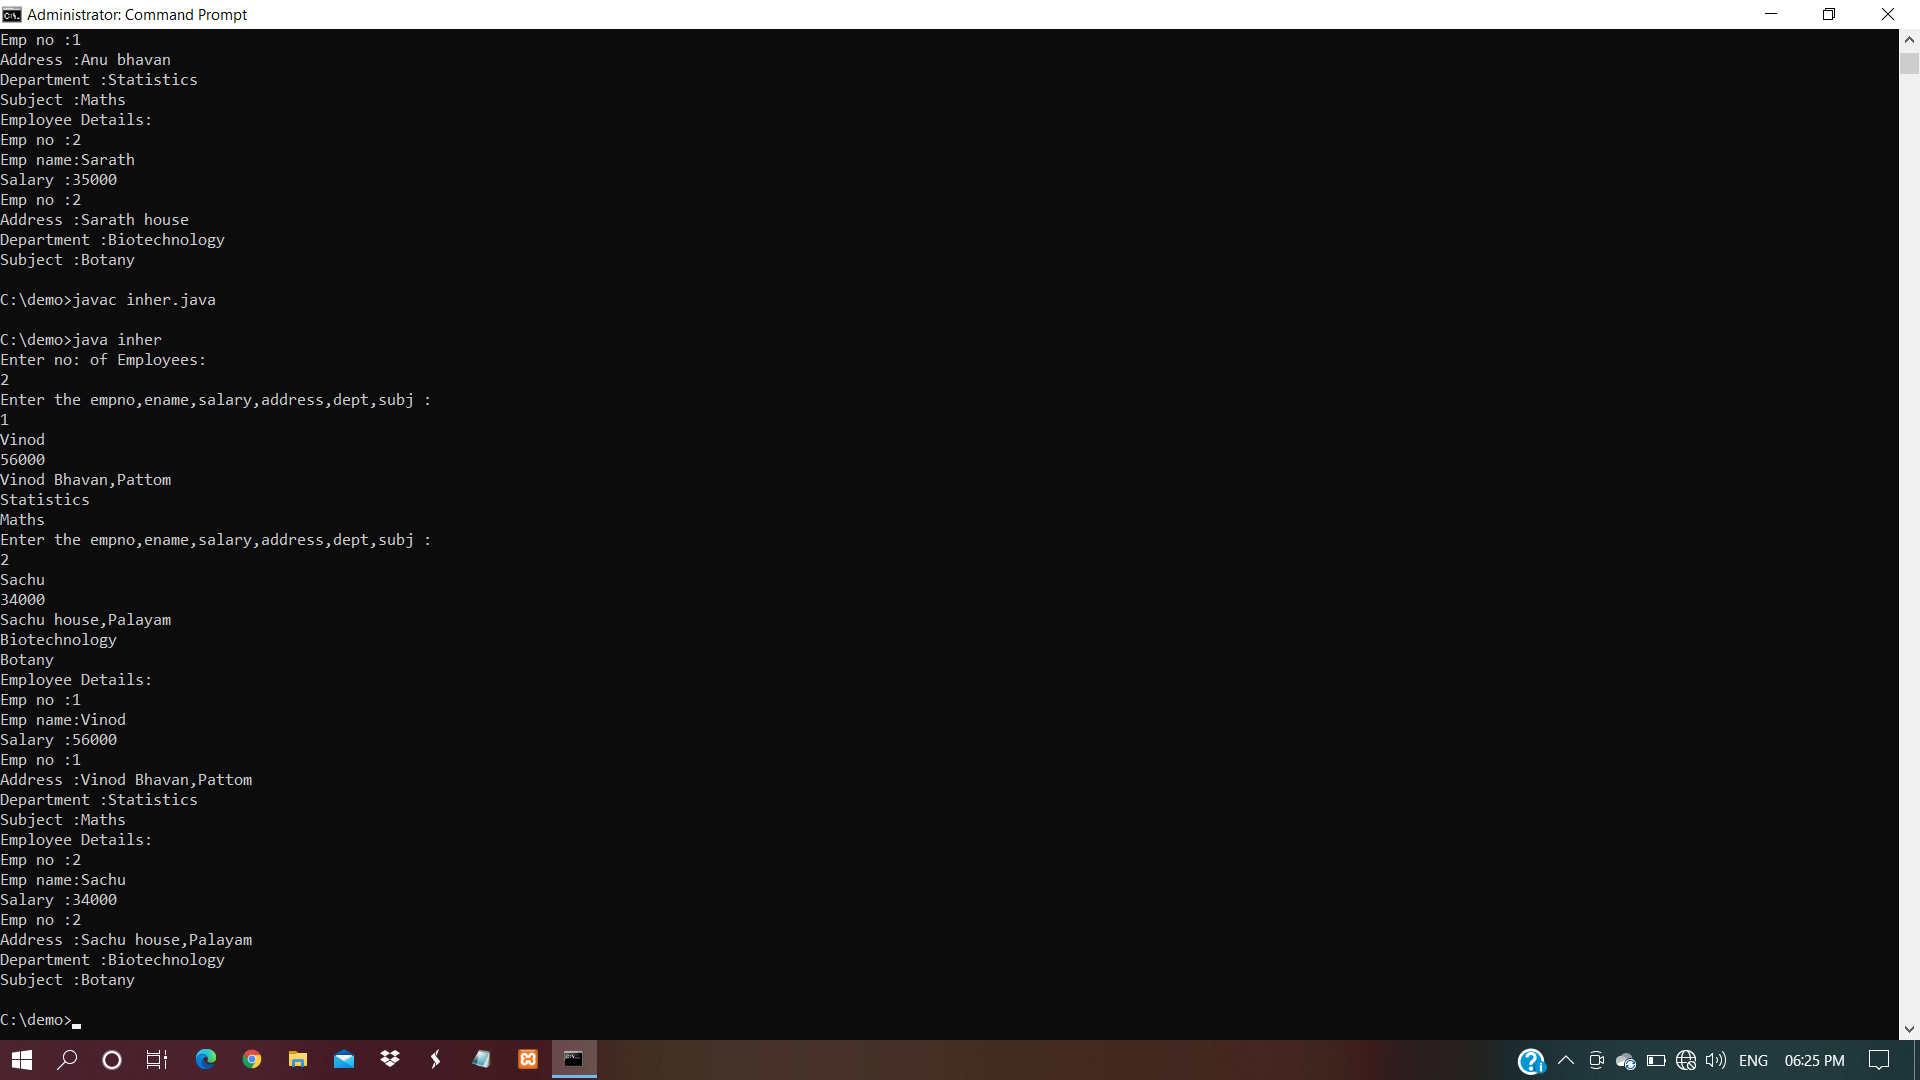 Administrator: Command Prompt
Emp no :1
Address :Anu bhavan
Department :Statistics
Subject :Maths
Employee Details:
Emp no :2
Emp name:Sarath
Salary :35000
Emp no :2
Address :Sarath house
Department :Biotechnology
Subject :Botany
C:\demo>javac inher.java
C:\demo>java inher
Enter no: of Employees:
2
Enter the empno,ename,salary,address,dept,subj :
1
Vinod
56000
Vinod Bhavan,Pattom
Statistics
Maths
Enter the empno,ename,salary,address,dept,subj :
2
Sachu
34000
Sachu house,Palayam
Biotechnology
Botany
Employee Details:
Emp no :1
Emp name:Vinod
Salary :56000
Emp no :1
Address :Vinod Bhavan,Pattom
Department :Statistics
Subject :Maths
Employee Details:
Emp no :2
Emp name:Sachu
Salary :34000
Emp no :2
Address :Sachu house,Palayam
Department :Biotechnology
Subject :Botany
C:\demo>
ENG 06:25 PM